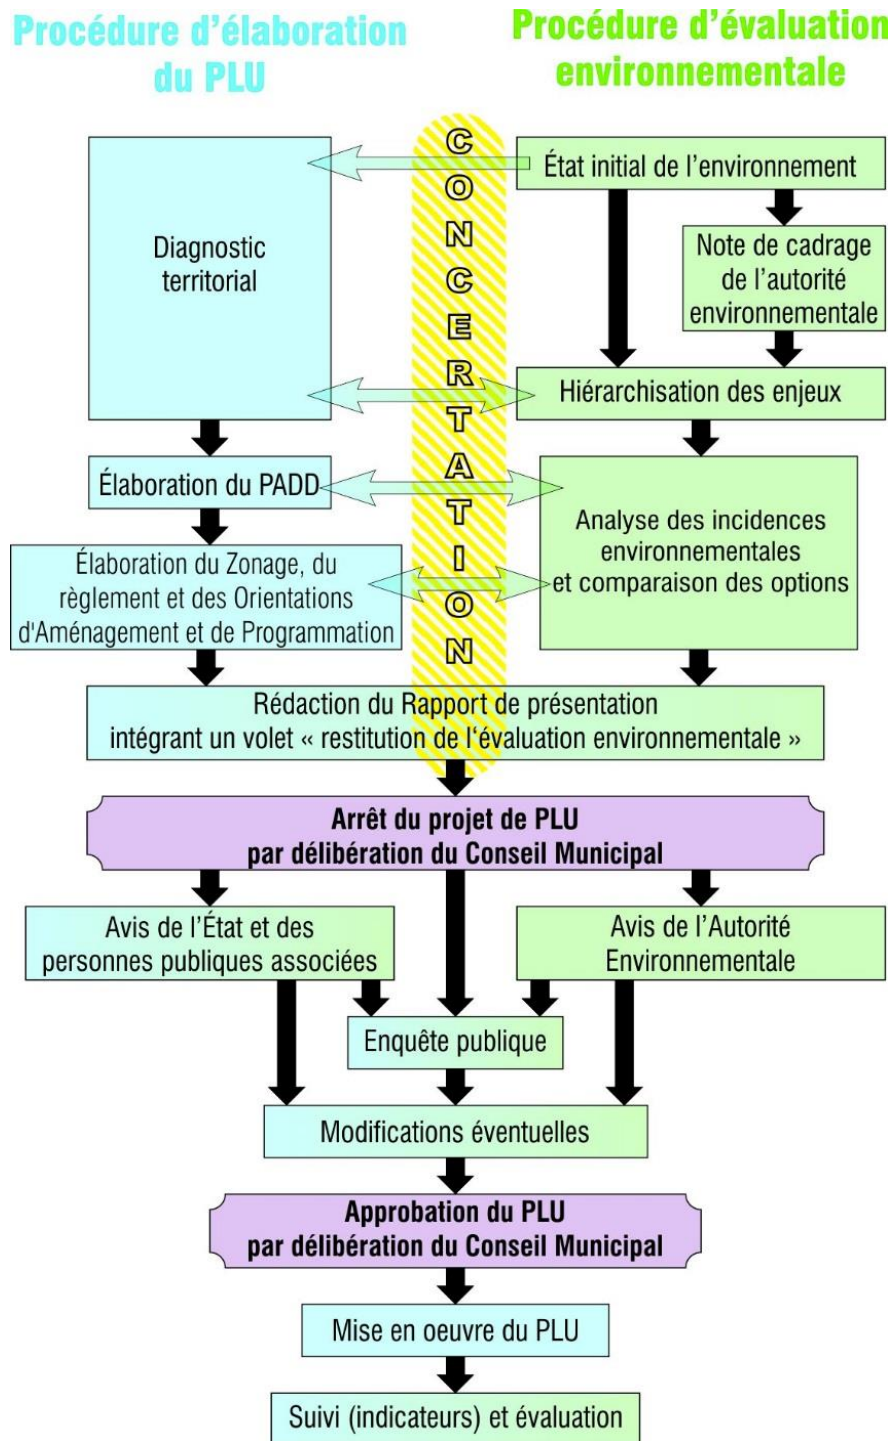 Procédure d'élaboration
du PLU
Procédure d'évaluation
environnementale
CONCERTATION
État initial de l'environnement
Diagnostic
territorial
Note de cadrage
de l'autorité
environnementale
Hiérarchisation des enjeux
Élaboration du PADD
Analyse des incidences
environnementales
et comparaison des options
Élaboration du Zonage, du
règlement et des Orientations
d'Aménagement et de Programmation
Rédaction du Rapport de présentation
intégrant un volet « restitution de l'évaluation environnementale »
Arrêt du projet de PLU
par délibération du Conseil Municipal
Avis de l'État et des
personnes publiques associées
Avis de l'Autorité
Environnementale
Enquête publique
Modifications éventuelles
Approbation du PLU
par délibération du Conseil Municipal
Mise en oeuvre du PLU
Suivi (indicateurs) et évaluation